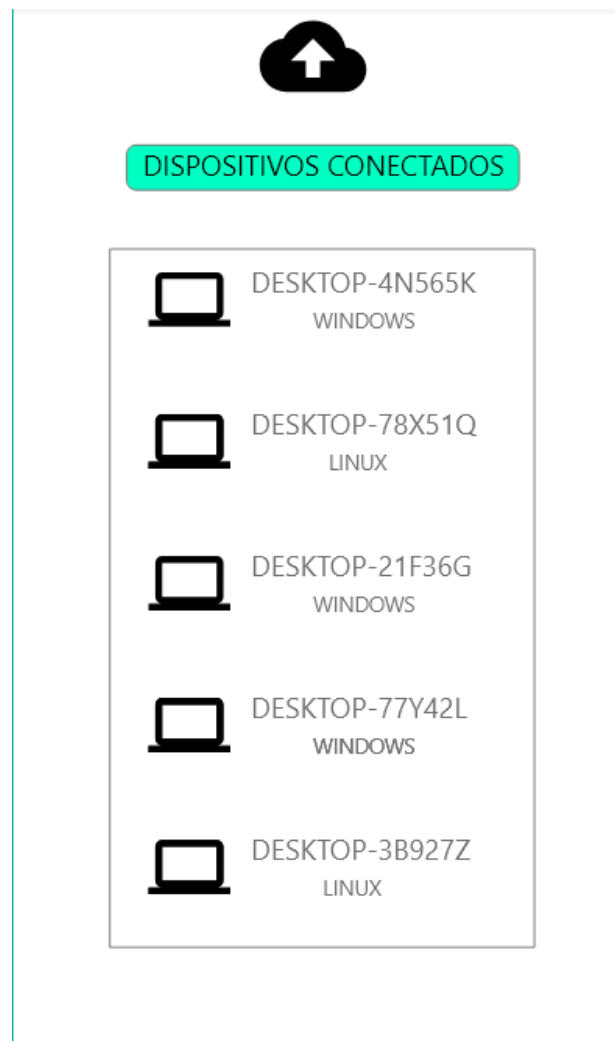 DISPOSITIVOS CONECTADOS
DESKTOP-4N565K
WINDOWS
DESKTOP-78X51Q
LINUX
DESKTOP-21F36G
WINDOWS
DESKTOP-77Y42L
WINDOWS
DESKTOP-3B927Z
LINUX